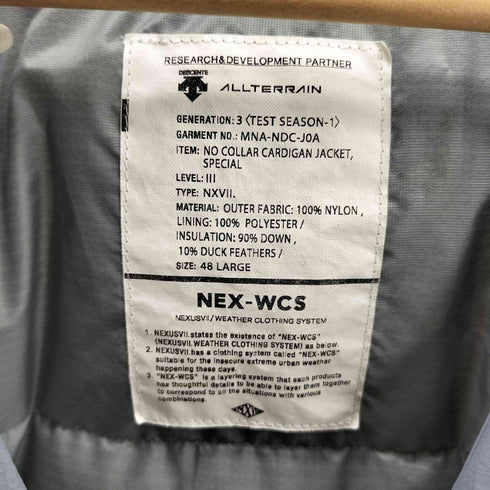 RESEARCH&DEVELOPMENT PARTNER
DESCENTE
ALLTERRAIN
GENERATION: 3 〈TEST SEASON-1〉
GARMENT NO.: MNA-NDC-J0A
ITEM: NO COLLAR CARDIGAN JACKET,
SPECIAL
LEVEL: III
TYPE: NXVII.
MATERIAL: OUTER FABRIC: 100% NYLON /
LINING: 100% POLYESTER /
INSULATION: 90% DOWN ,
10% DUCK FEATHERS /
SIZE: 48 LARGE
NEX-WCS
NEXUSVII/WEATHER CLOTHING SYSTEM
1. NEXUSVII.states the existence of "NEX-WCS"
(NEXUSVII.WEATHER CLOTHING SYSTEM) as below.
2. NEXUSVII.has a clothing system called "NEX-WCS"
suitable for the insecure extreme urban weather
happening these days.
3. "NEX-WCS" is a layering system that each products
has thoughtful details to be able to layer them together
to correspond to all the situations with various
combinations.
NXVII